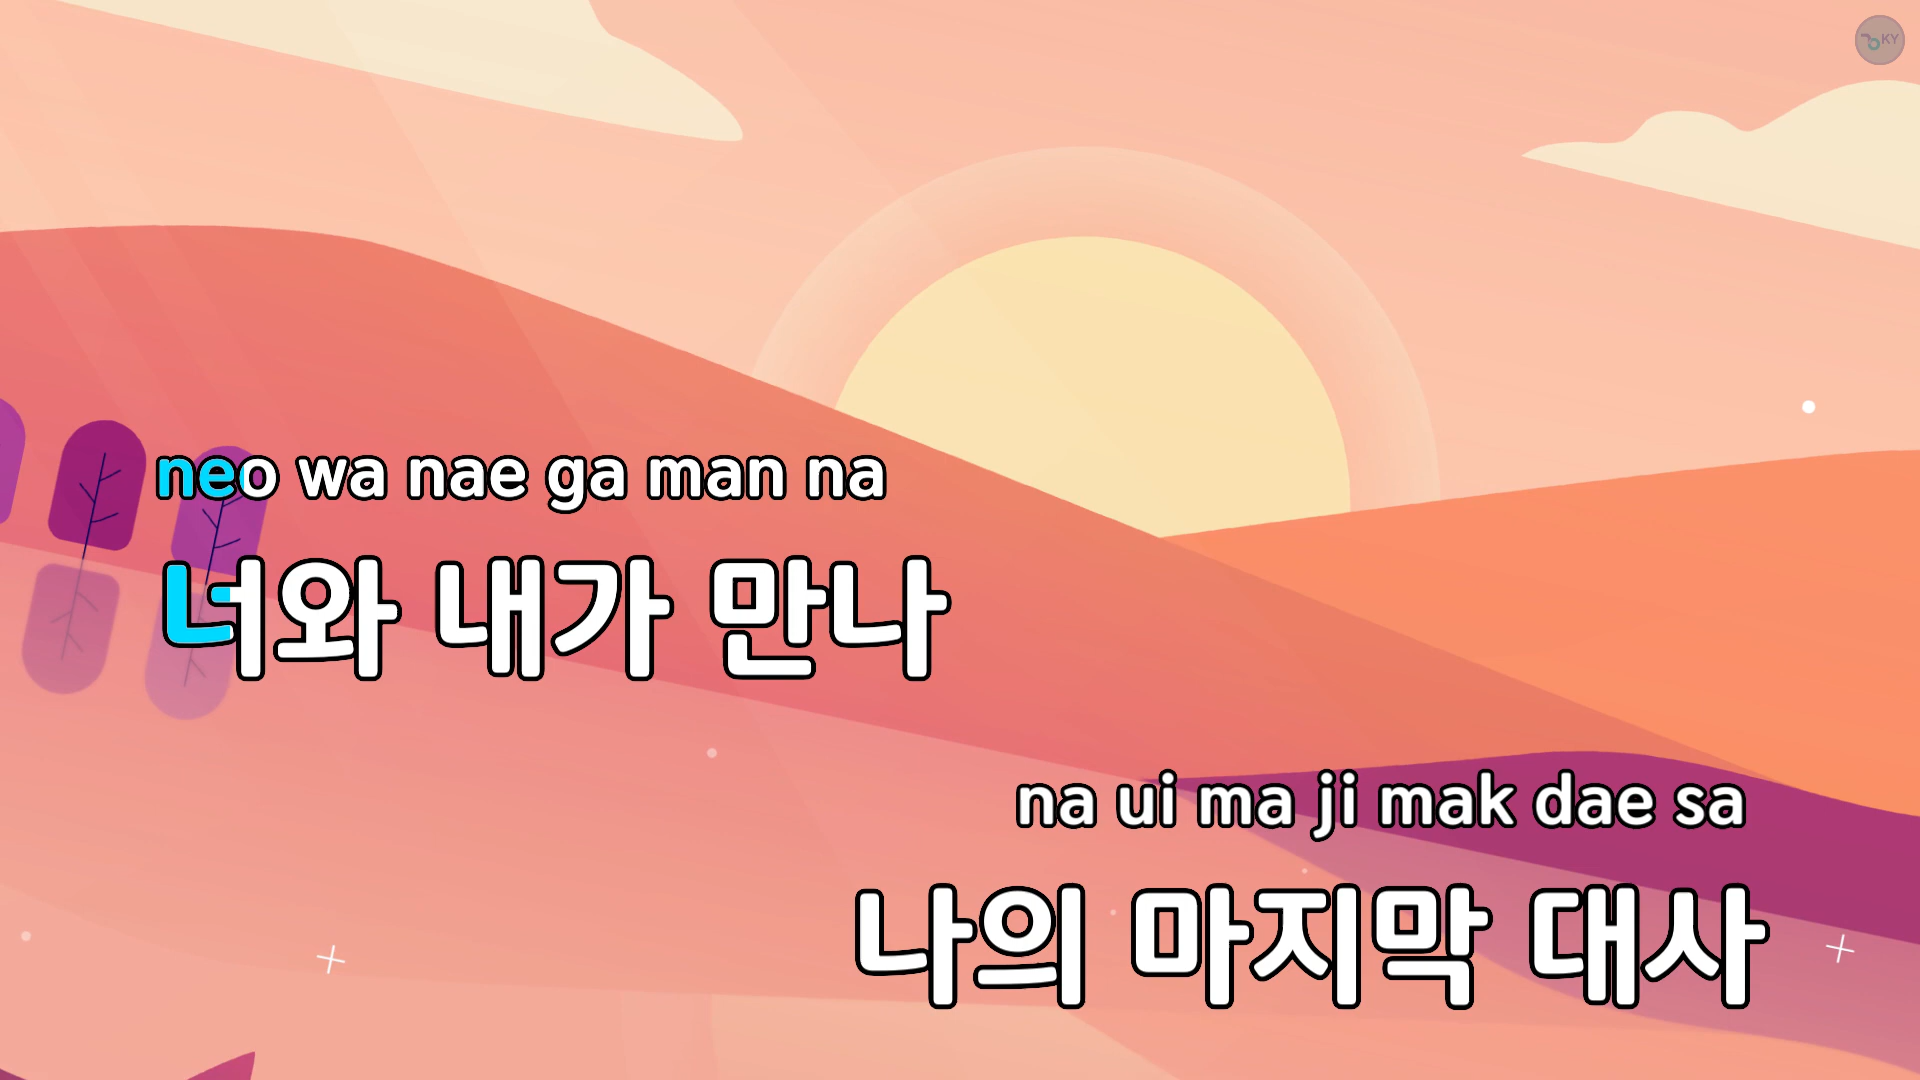 KY
neo wa nae ga man na
너와 내가 만나
na ui ma ji mak dae sa
나의 마지막 대사